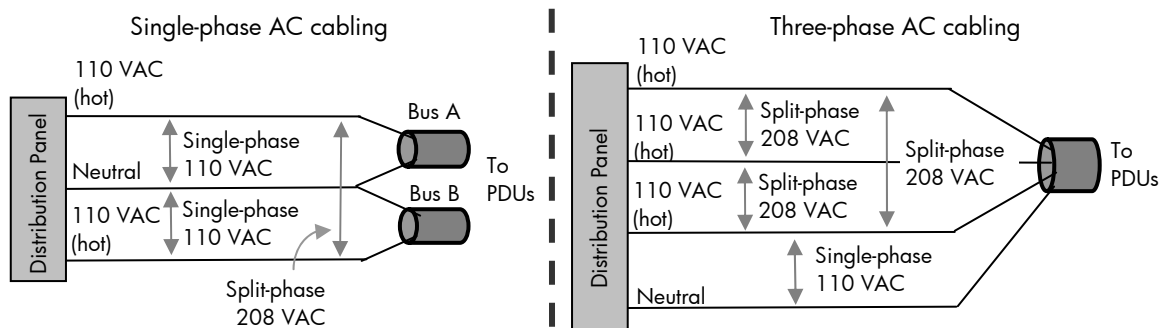 Single-phase AC cabling
110 VAC
(hot)
Bus A
Single-phase
110 VAC
Neutral
To
PDUs
Bus B
110 VAC
(hot)
Single-phase
110 VAC
Distribution Panel
Split-phase
208 VAC
Three-phase AC cabling
110 VAC
(hot)
Split-phase
208 VAC
110 VAC
(hot)
Split-phase
208 VAC
To
PDUs
110 VAC
(hot)
Split-phase
208 VAC
Distribution Panel
Single-phase
110 VAC
Neutral